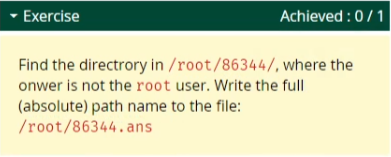 Exercise Achieved : 0 / 1
Find the directrory in /root/86344/, where the
onwer is not the root user. Write the full
(absolute) path name to the file:
/root/86344.ans